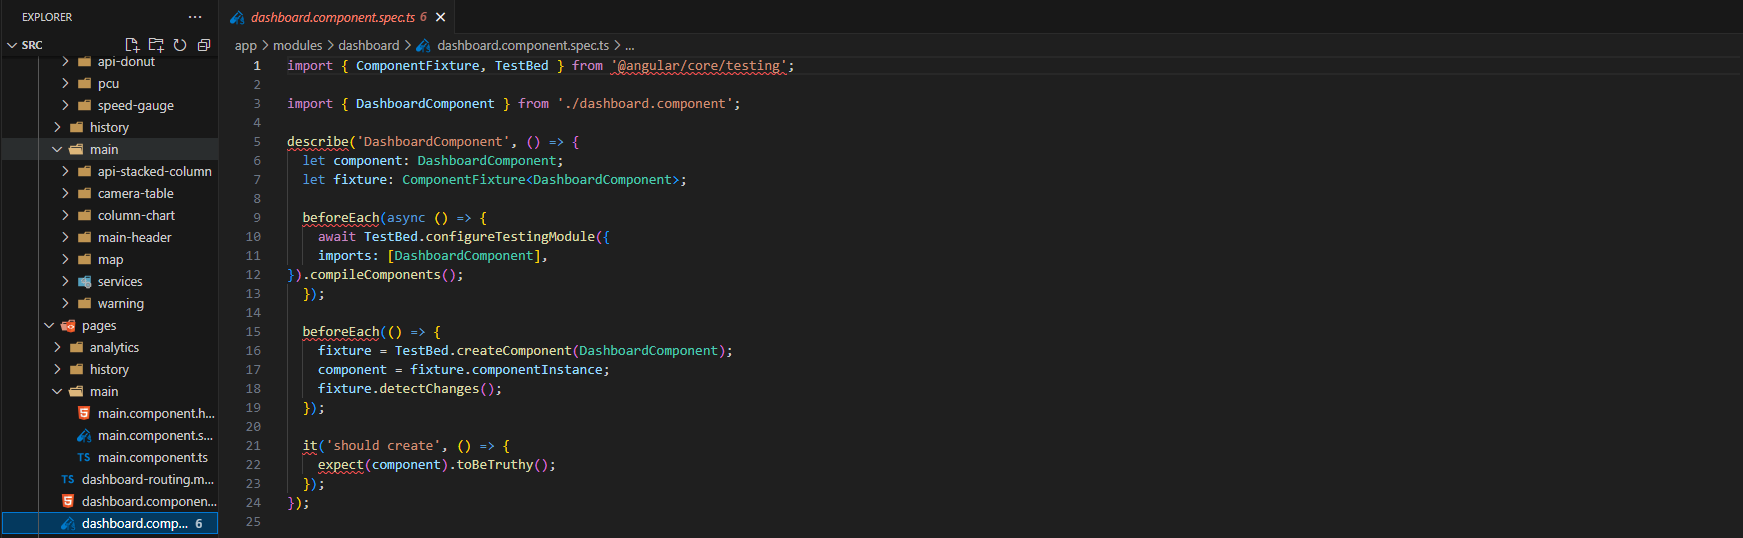 EXPLORER
···
SRC
api-donut
pcu
speed-gauge
history
main
api-stacked-column
camera-table
column-chart
main-header
map
services
warning
pages
analytics
history
main
main.component.h...
main.component.s...
TS main.component.ts
TS dashboard-routing.m...
dashboard.componen...
dashboard.comp... 6
dashboard.component.spec.ts 6
app > modules > dashboard > dashboard.component.spec.ts > ...
1 import { ComponentFixture, TestBed } from '@angular/core/testing';
2
3 import { DashboardComponent } from './dashboard.component';
4
5 describe('DashboardComponent', () => {
6 let component: DashboardComponent;
7 let fixture: ComponentFixture<DashboardComponent>;
8
9 beforeEach(async () => {
10 await TestBed.configureTestingModule({
11 imports: [DashboardComponent],
12 }).compileComponents();
13 });
14
15 beforeEach(() => {
16 fixture = TestBed.createComponent(DashboardComponent);
17 component = fixture.componentInstance;
18 fixture.detectChanges();
19 });
20
21 it('should create', () => {
22 expect(component).toBeTruthy();
23 });
24 });
25